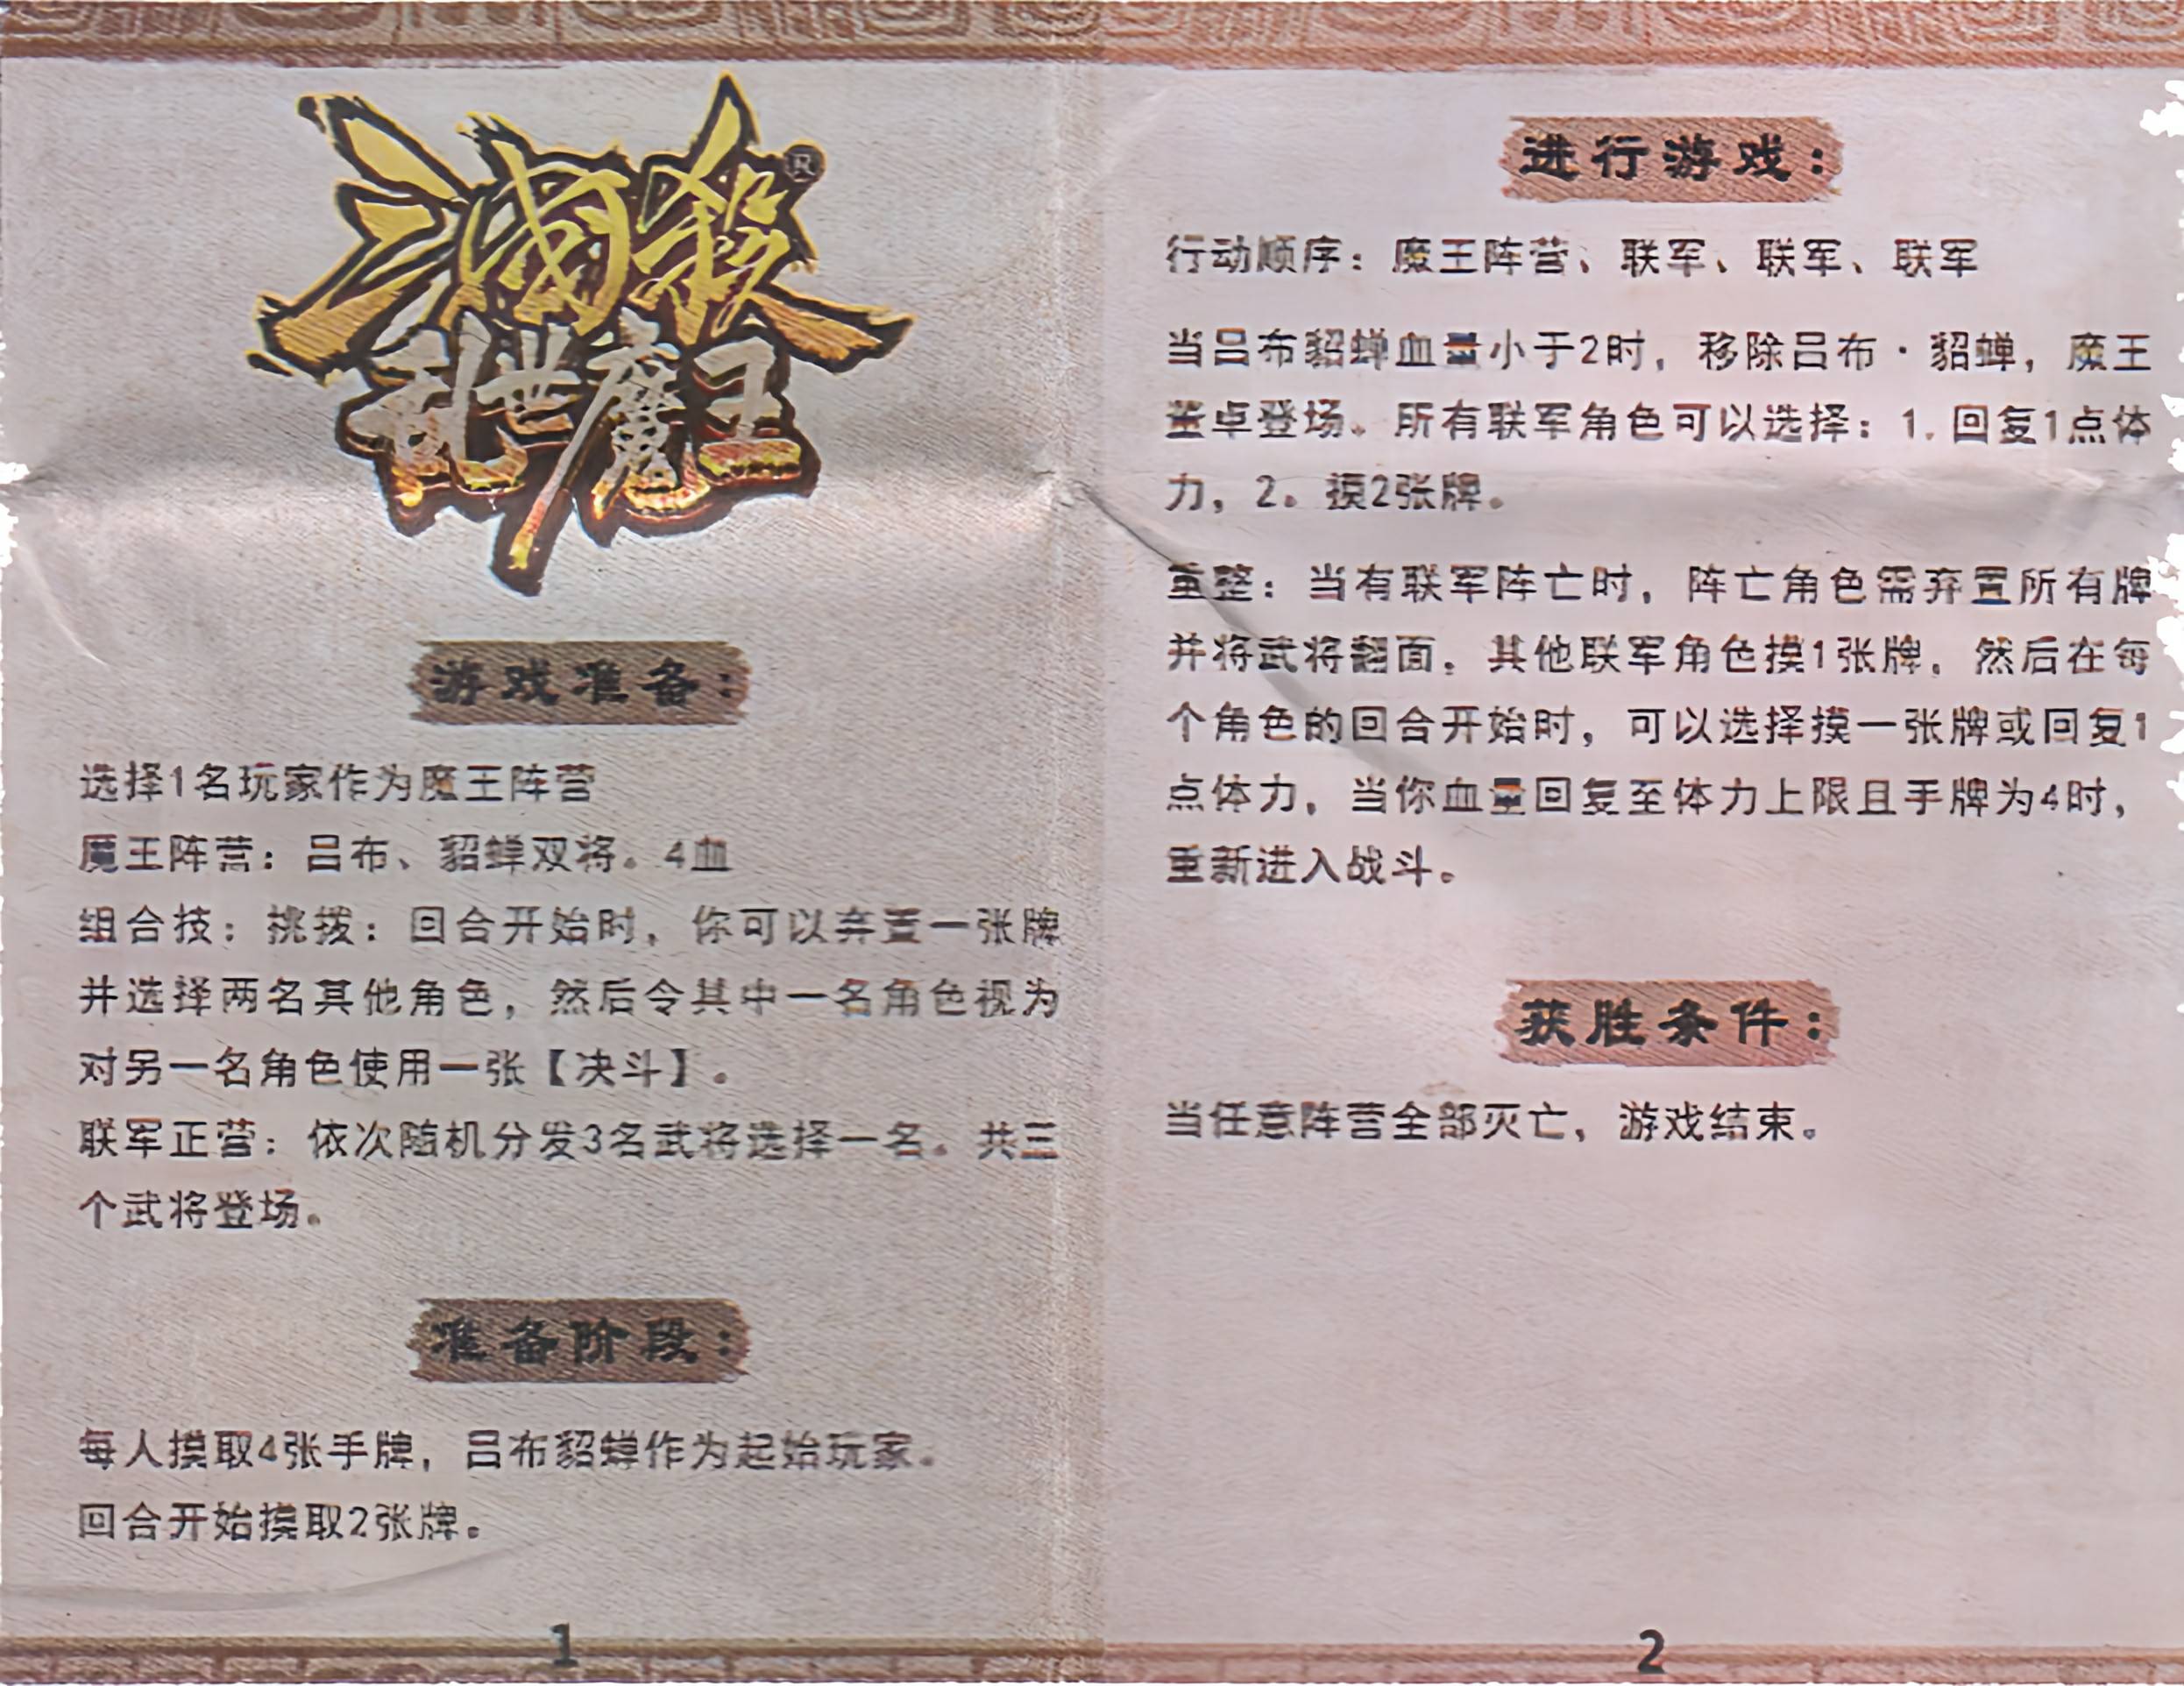 三国殺®
乱世魔王
游戏准备:
选择1名玩家作为魔王阵营
魔王阵营：吕布、貂蝉双将。4血
组合技：挑拨：回合开始时，你可以弃置一张牌
并选择两名其他角色，然后令其中一名角色视为
对另一名角色使用一张【决斗】。
联军正营：依次随机分发3名武将选择一名。共三
个武将登场。
准备阶段:
每人摸取4张手牌，吕布貂蝉作为起始玩家。
回合开始摸取2张牌。
1
进行游戏:
行动顺序：魔王阵营、联军、联军、联军
当吕布貂蝉血量小于2时，移除吕布·貂蝉，魔王
董卓登场。所有联军角色可以选择：1.回复1点体
力，2。摸2张牌。
重整：当有联军阵亡时，阵亡角色需弃置所有牌
并将武将翻面。其他联军角色摸1张牌，然后在每
个角色的回合开始时，可以选择摸一张牌或回复1
点体力，当你血量回复至体力上限且手牌为4时，
重新进入战斗。
获胜条件:
当任意阵营全部灭亡，游戏结束。
2